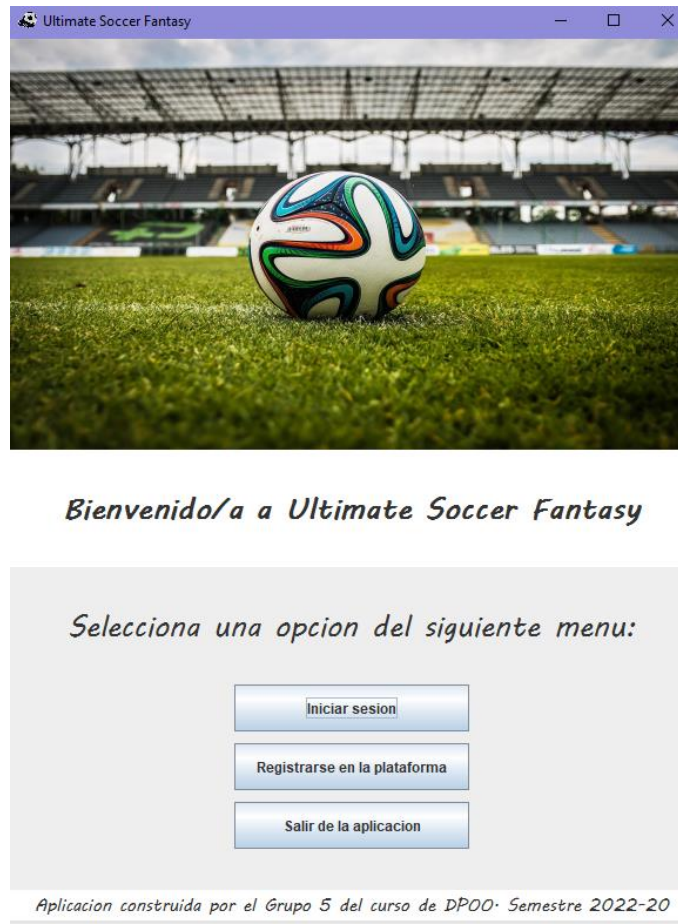 Ultimate Soccer Fantasy
Bienvenido/a a Ultimate Soccer Fantasy
Selecciona una opcion del siguiente menu:
Iniciar sesion
Registrarse en la plataforma
Salir de la aplicacion
Aplicacion construida por el Grupo 5 del curso de DPOO. Semestre 2022-20